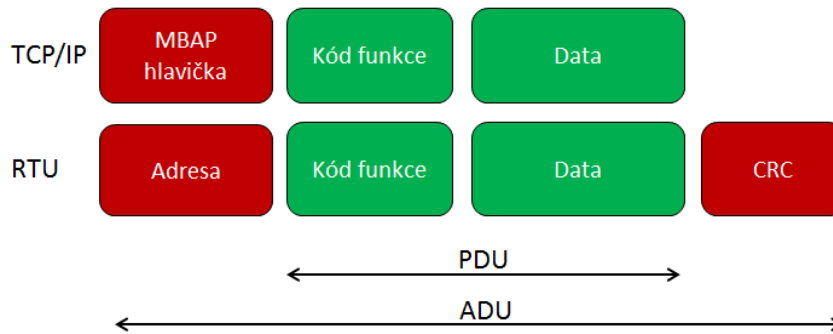 TCP/IP
MBAP
hlavička
Kód funkce
Data
RTU
Adresa
Kód funkce
Data
CRC
PDU
ADU